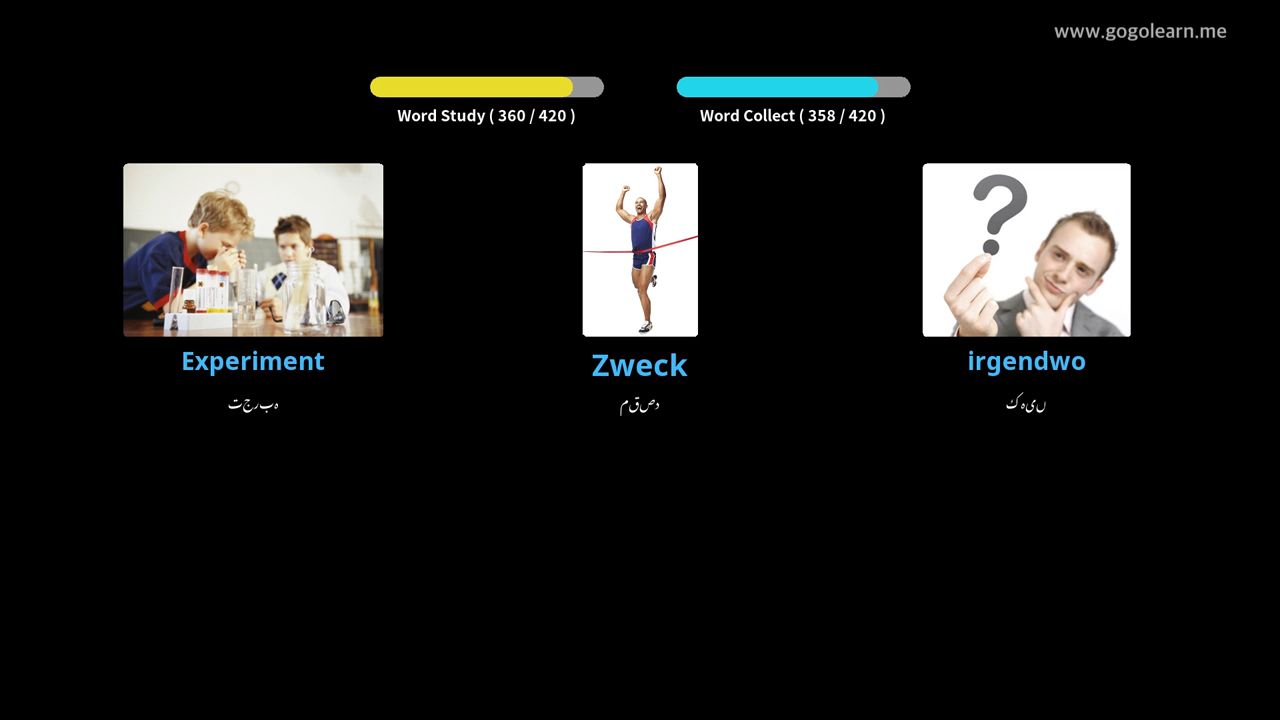 www.gogolearn.me
Word Study ( 360 / 420 )
Word Collect ( 358 / 420 )
Experiment
Zweck
irgendwo
تجربہ
مقصد
کہیں